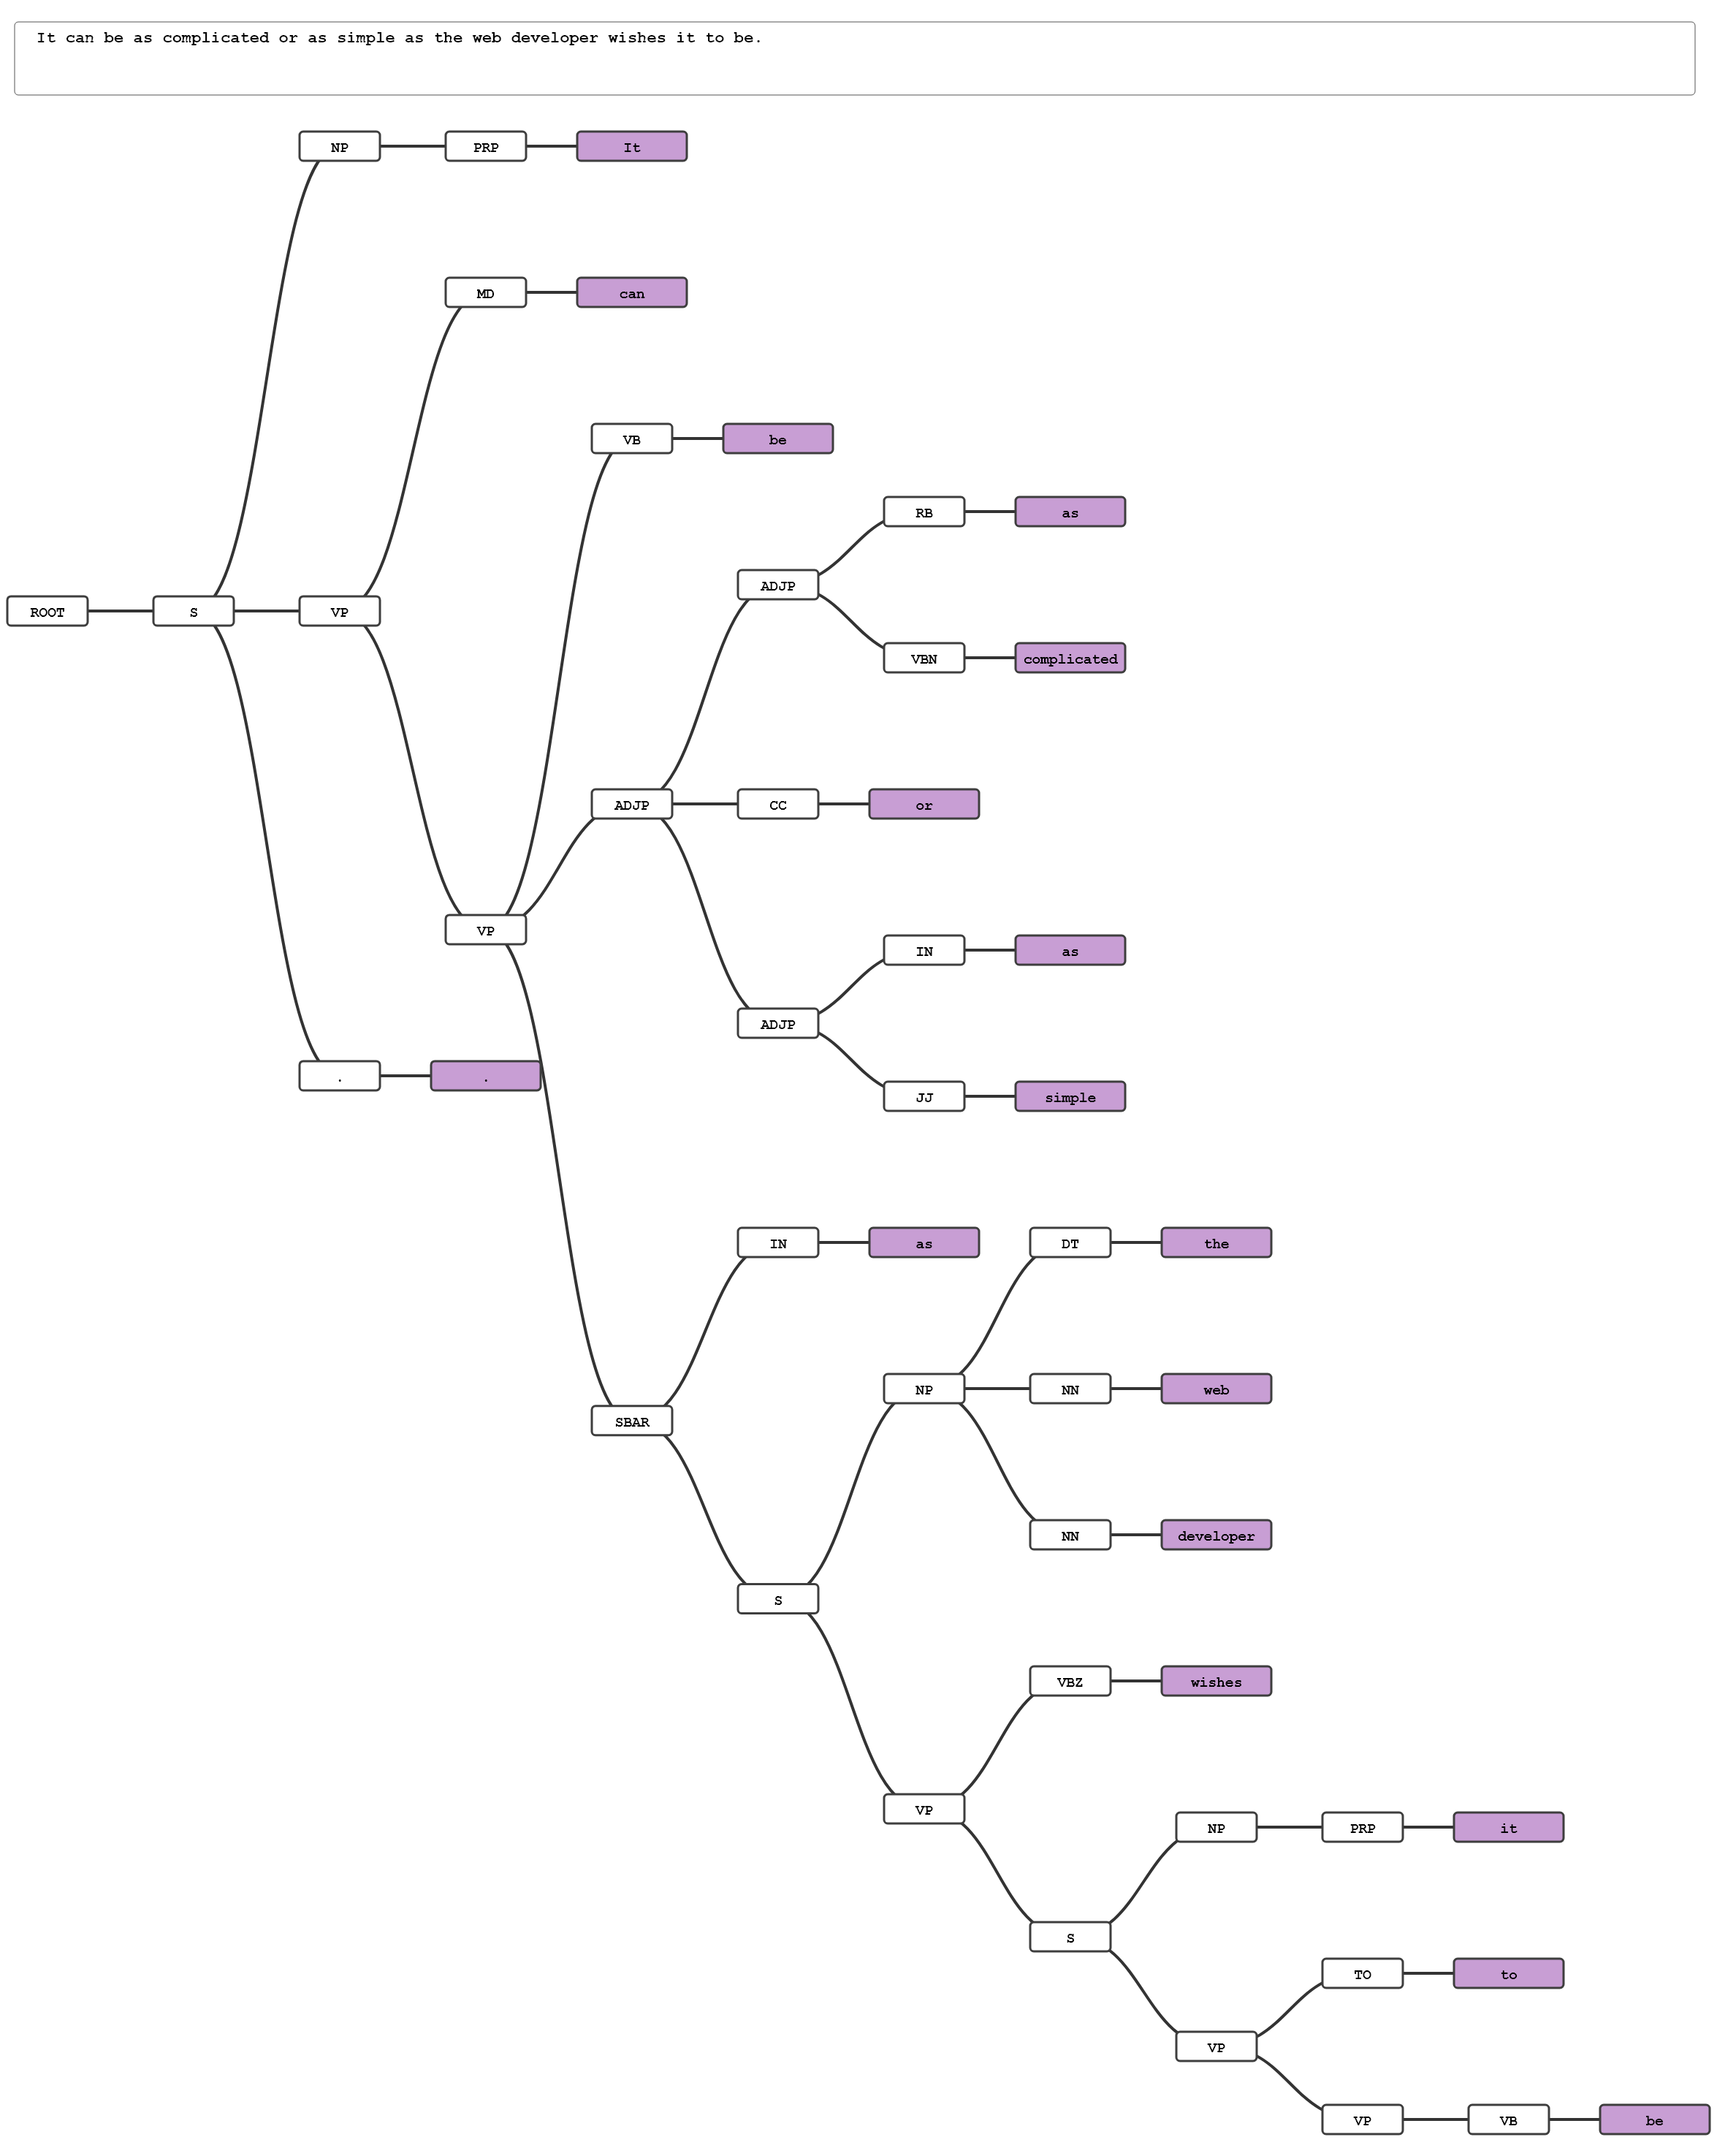 It can be as complicated or as simple as the web developer wishes it to be.
NP PRP It
MD can
VB be
RB as
ADJP
ROOT S VP
VBN complicated
ADJP CC or
VP
IN as
ADJP
. .
JJ simple
IN as DT the
NP NN web
SBAR
NN developer
S
VBZ wishes
VP
NP PRP it
S
TO to
VP
VP VB be